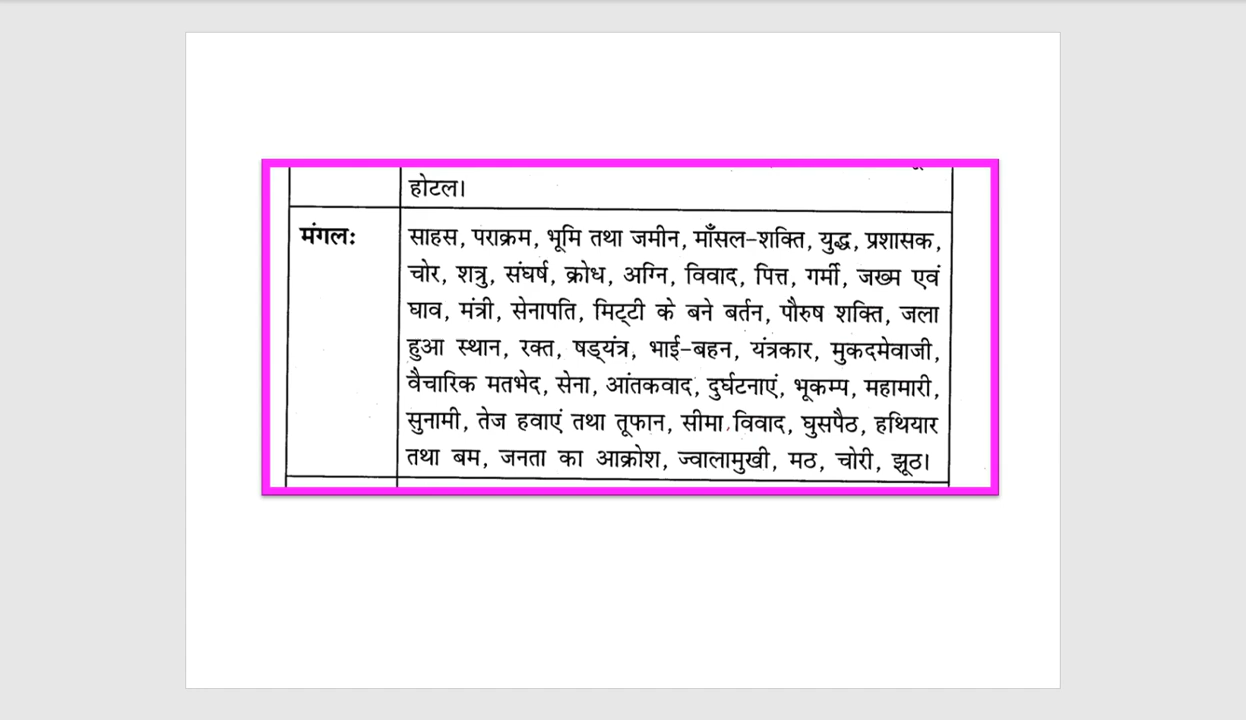 होटल।
मंगलः साहस, पराक्रम, भूमि तथा जमीन, माँसल-शक्ति, युद्ध, प्रशासक,
चोर, शत्रु, संघर्ष, क्रोध, अग्नि, विवाद, पित्त, गर्मी, जख्म एवं
घाव, मंत्री, सेनापति, मिट्टी के बने बर्तन, पौरुष शक्ति, जला
हुआ स्थान, रक्त, षड्यंत्र, भाई-बहन, यंत्रकार, मुकदमेवाजी,
वैचारिक मतभेद, सेना, आंतकवाद, दुर्घटनाएं, भूकम्प, महामारी,
सुनामी, तेज हवाएं तथा तूफान, सीमा विवाद, घुसपैठ, हथियार
तथा बम, जनता का आक्रोश, ज्वालामुखी, मठ, चोरी, झूठ।